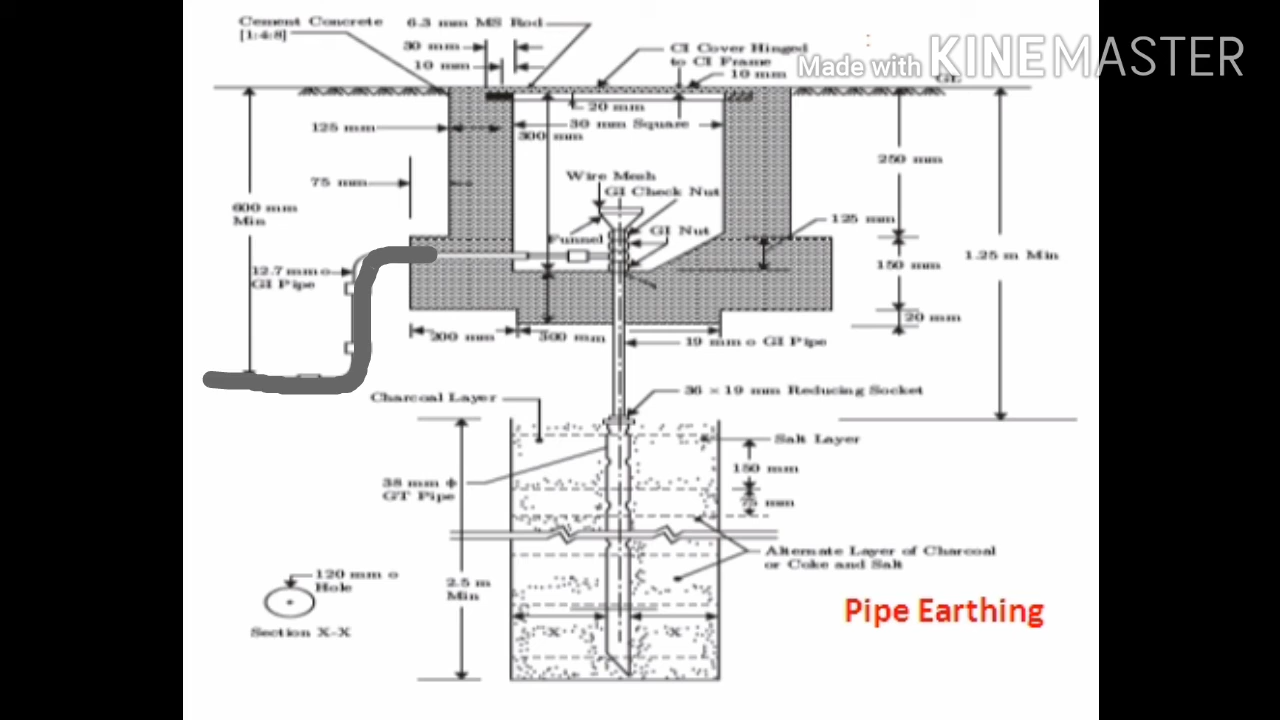 Cement Concrete
[1:4:8]
6.3 mm MS Rod
30 mm
10 mm
CI Cover Hinged
to CI Frame
10 mm
Made with KINEMASTER
GL
20 mm
125 mm
30 mm Square
300 mm
250 mm
Wire Mesh
75 mm
GI Check Nut
600 mm
Min
125 mm
Funnel
GI Nut
1.25 m Min
12.7 mm o
GI Pipe
150 mm
20 mm
200 mm
300 mm
19 mm o GI Pipe
36 × 19 mm Reducing Socket
Charcoal Layer
Salt Layer
150 mm
38 mm ϕ
GT Pipe
75 mm
Alternate Layer of Charcoal
or Coke and Salt
120 mm o
Hole
2.5 m
Min
Pipe Earthing
X
X
Section X-X